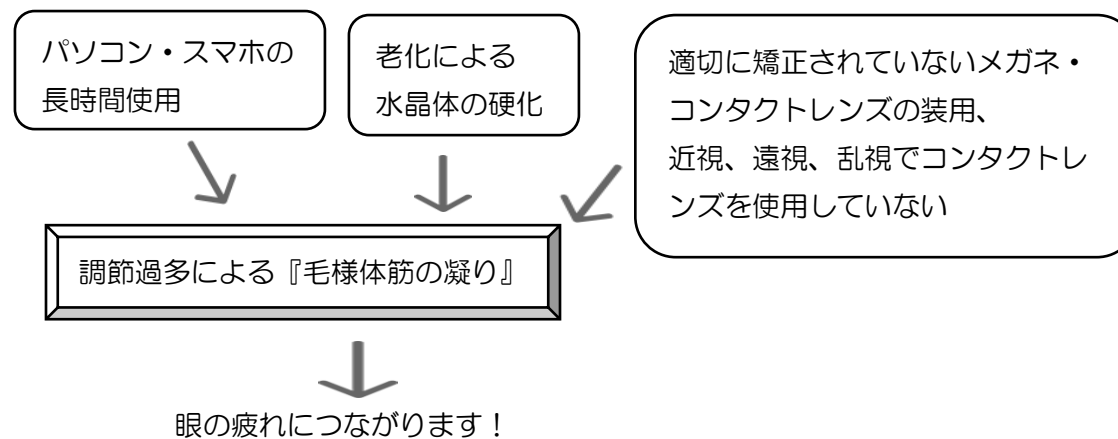 パソコン・スマホの
長時間使用
老化による
水晶体の硬化
適切に矯正されていないメガネ・
コンタクトレンズの装用、
近視、遠視、乱視でコンタクトレ
ンズを使用していない
調節過多による『毛様体筋の凝り』
眼の疲れにつながります！